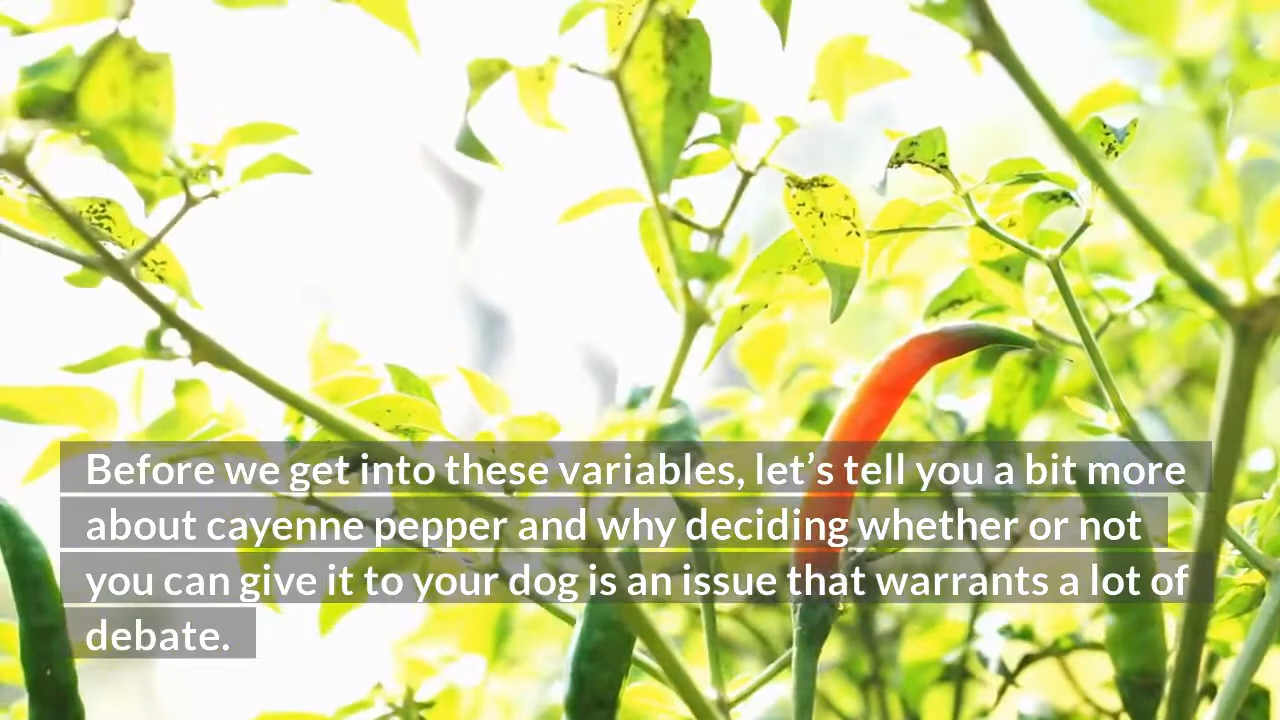 Before we get into these variables, let’s tell you a bit more
about cayenne pepper and why deciding whether or not
you can give it to your dog is an issue that warrants a lot of
debate.